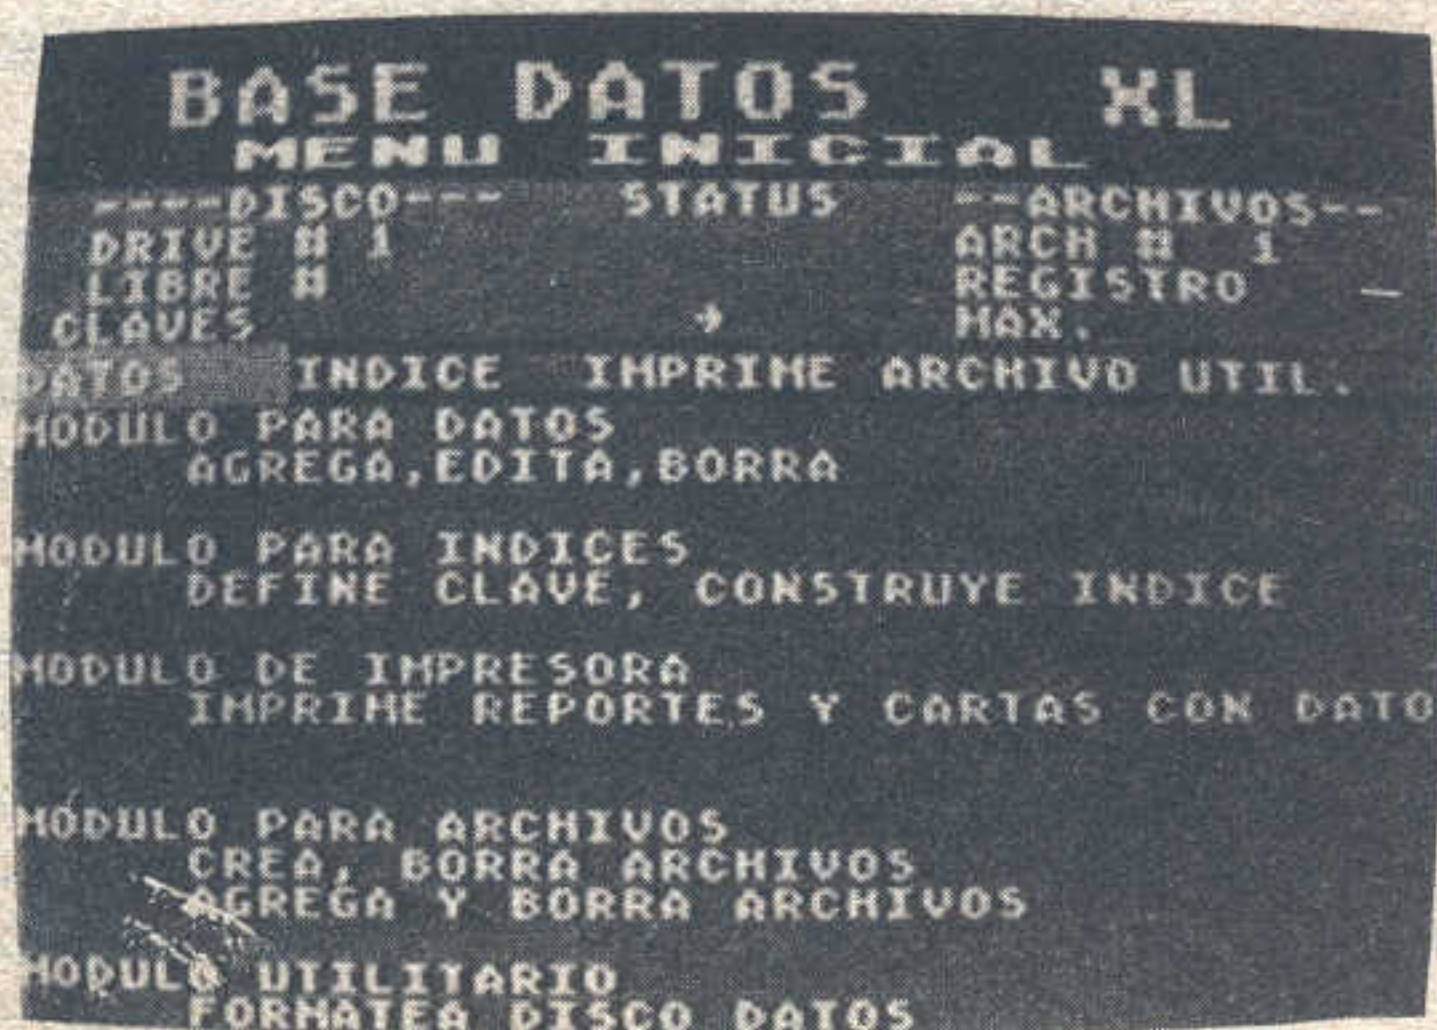 BASE DATOS XL
MENU INICIAL
----DISCO--- STATUS --ARCHIVOS--
DRIVE # 1 ARCH # 1
LIBRE # REGISTRO _
CLAVES → MAX.
DATOS INDICE IMPRIME ARCHIVO UTIL.
MODULO PARA DATOS
AGREGA,EDITA,BORRA
MODULO PARA INDICES
DEFINE CLAVE, CONSTRUYE INDICE
MODULO DE IMPRESORA
IMPRIME REPORTES Y CARTAS CON DATO
MODULO PARA ARCHIVOS
CREA, BORRA ARCHIVOS
AGREGA Y BORRA ARCHIVOS
MODULO UTILITARIO
FORMATEA DISCO DATOS